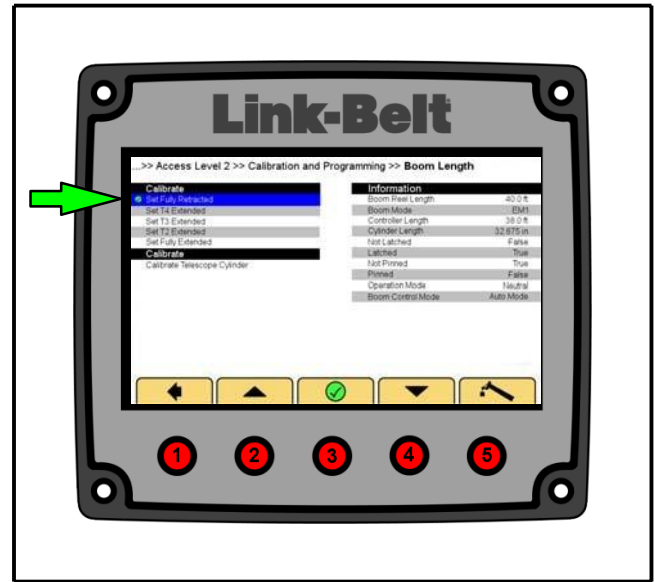 Link-Belt
...>> Access Level 2 >> Calibration and Programming >> Boom Length
Calibrate
Set Fully Retracted
Set T4 Extended
Set T3 Extended
Set T2 Extended
Set Fully Extended
Calibrate
Calibrate Telescope Cylinder
Information
Boom Reel Length 40.0 ft
Boom Mode EM1
Controller Length 38.0 ft
Cylinder Length 32.675 in
Not Latched False
Latched True
Not Pinned True
Pinned False
Operation Mode Neutral
Boom Control Mode Auto Mode
1 2 3 4 5